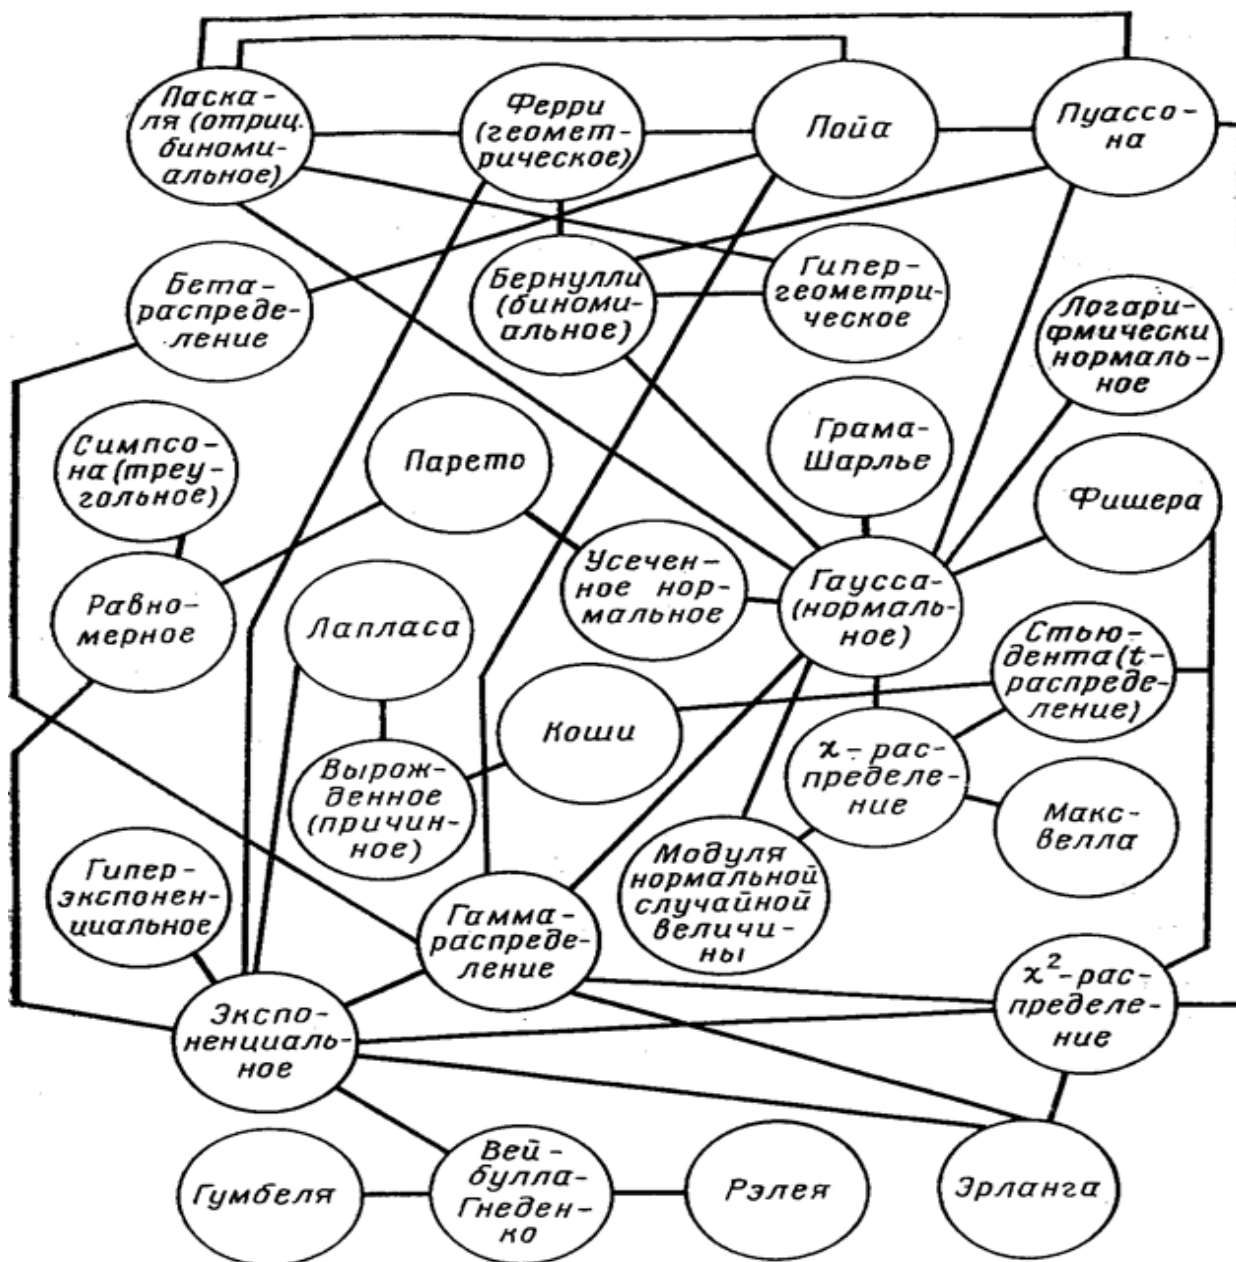 Паска-
ля (отриц.
биноми-
альное)
Ферри
(геомет-
рическое)
Пойа
Пуассо-
на
Бета-
распреде-
ление
Бернулли
(биноми-
альное)
Гипер-
геометри-
ческое
Логари-
фмически
нормаль-
ное
Симпсо-
на (треу-
гольное)
Парето
Грама-
Шарлье
Фишера
Равно-
мерное
Лапласа
Усечен-
ное нор-
мальное
Гаусса-
(нормаль-
ное)
Стью-
дента (t-
распреде-
ление)
Вырож-
денное
(причин-
ное)
Коши
χ - рас-
пределе-
ние
Макс-
велла
Гипер-
экспонен-
циальное
Гамма-
распреде-
ление
Модуля
нормальной
случайной
величи-
ны
χ²-рас-
пределе-
ние
Экспо-
ненциаль-
ное
Гумбеля
Вей-
булла-
Гнеден-
ко
Рэлея
Эрланга